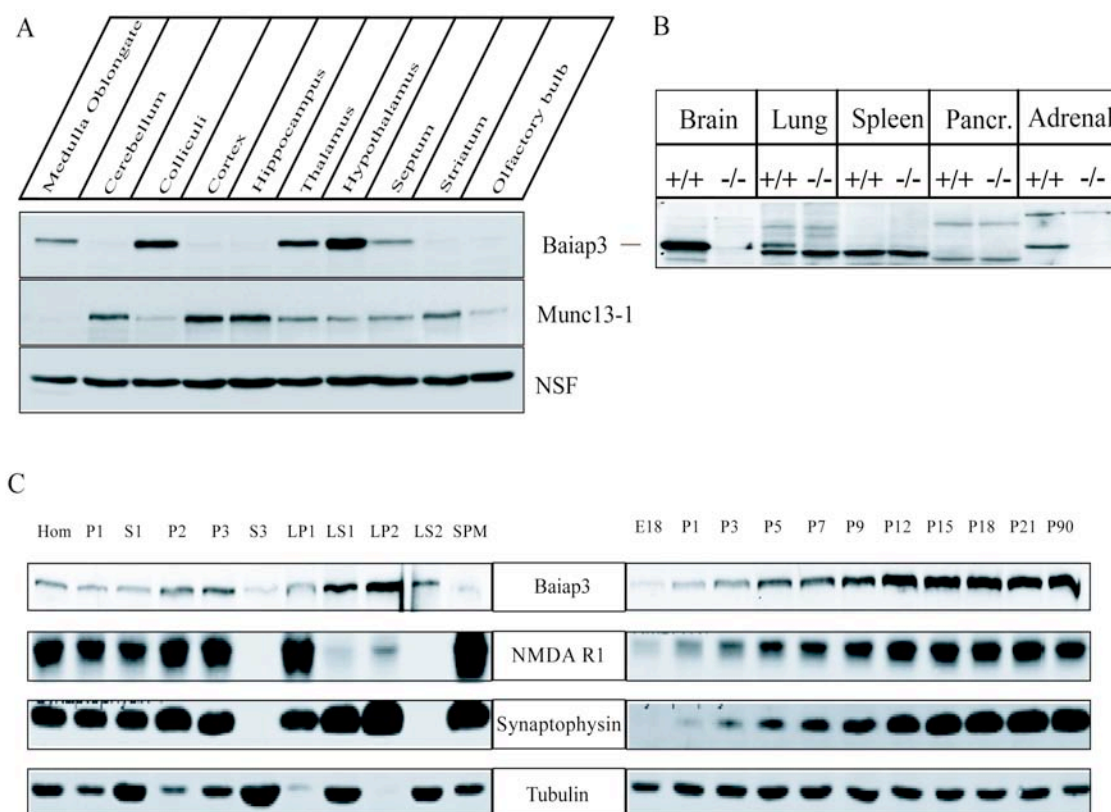 A
Medulla Oblongate
Cerebellum
Colliculi
Cortex
Hippocampus
Thalamus
Hypothalamus
Septum
Striatum
Olfactory bulb
Baiap3
Munc13-1
NSF
B
Brain Lung Spleen Pancr. Adrenal
+/+ -/- +/+ -/- +/+ -/- +/+ -/- +/+ -/-
C
Hom P1 S1 P2 P3 S3 LP1 LS1 LP2 LS2 SPM
E18 P1 P3 P5 P7 P9 P12 P15 P18 P21 P90
Baiap3
NMDA R1
Synaptophysin
Tubulin